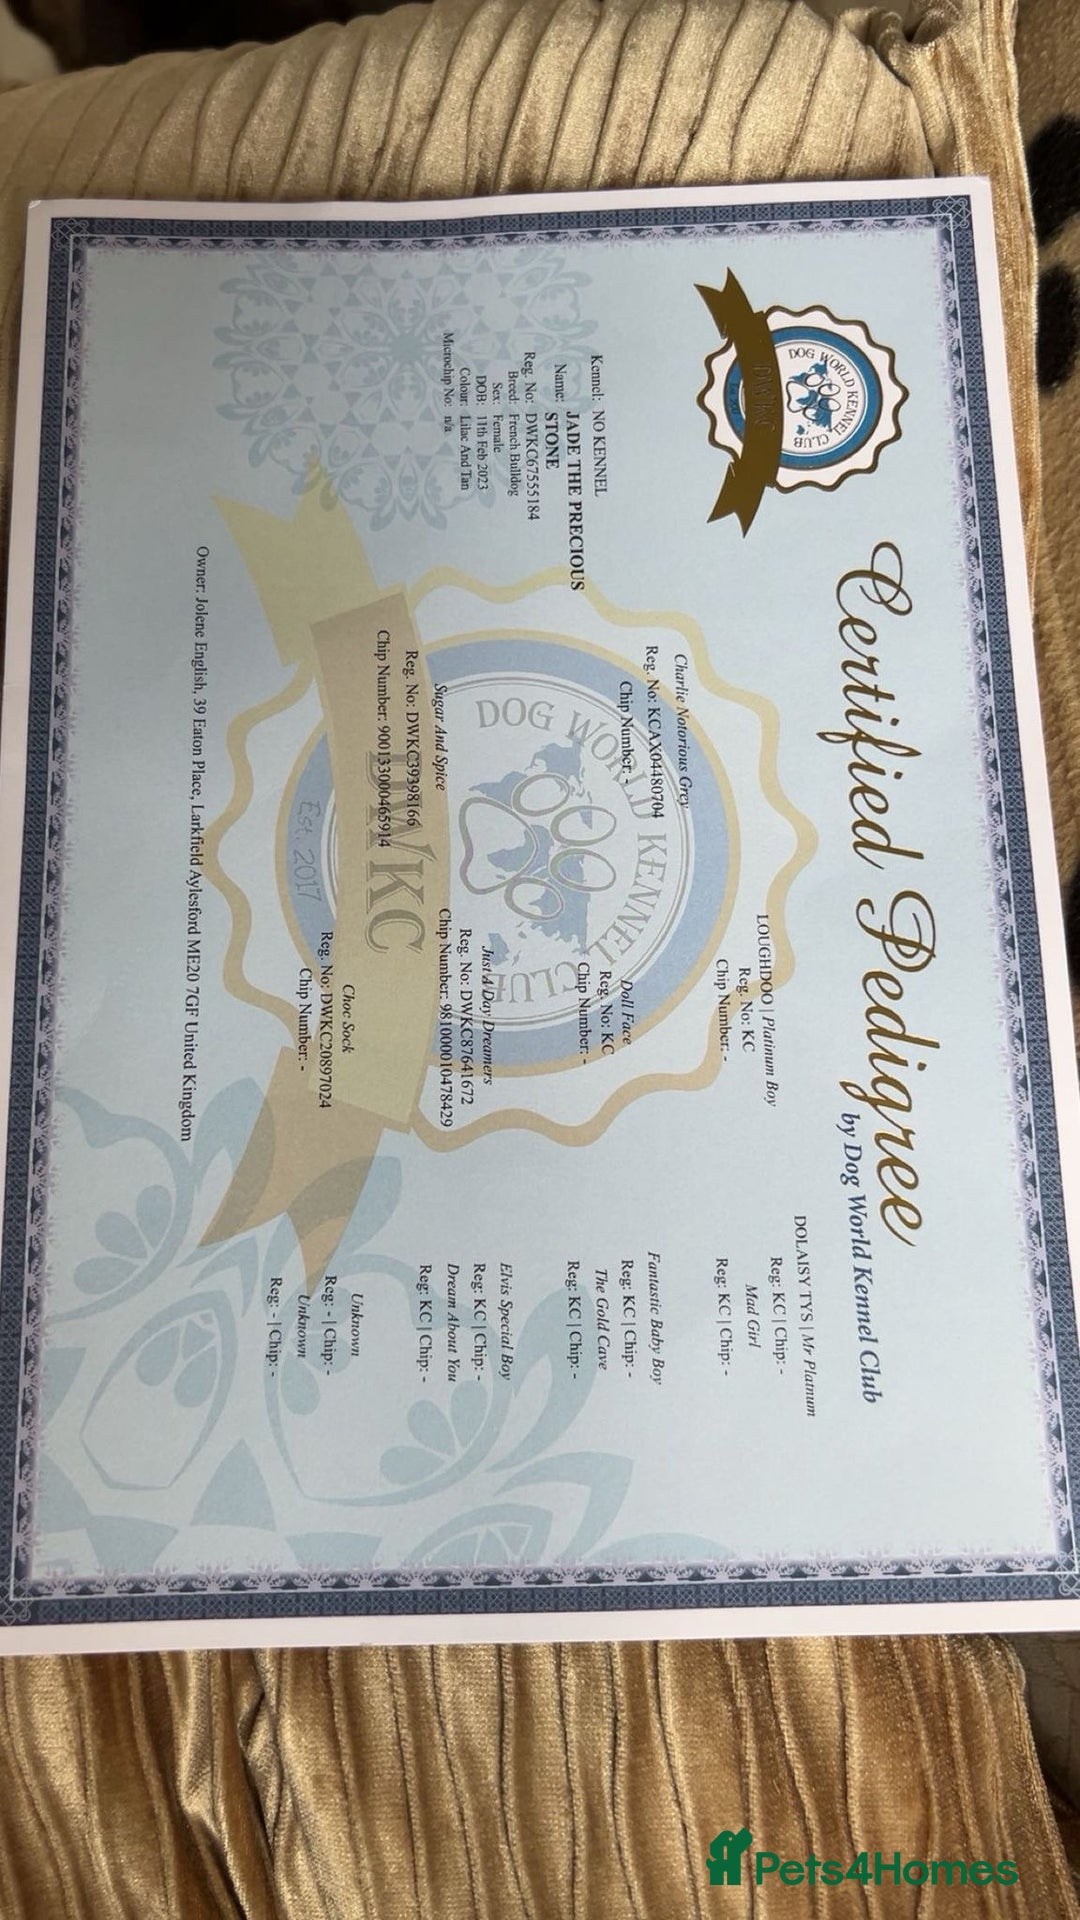 Certified Pedigree
by Dog World Kennel Club
DOG WORLD KENNEL CLUB
DWKC
Kennel: NO KENNEL
Name: JADE THE PRECIOUS
STONE
Reg. No: DWKC67555184
Breed: French Bulldog
Sex: Female
DOB: 11th Feb 2023
Colour: Lilac And Tan
Microchip No: n/a
Charlie Notorious Grey
Reg. No: KCAX04480704
Chip Number: -
Sugar And Spice
Reg. No: DWKC39398166
Chip Number: 900133000465914
LOUGHDOO | Platinum Boy
Reg. No: KC
Chip Number: -
Doll Face
Reg. No: KC
Chip Number: -
Just A Day Dreamers
Reg. No: DWKC87641672
Chip Number: 981000010478429
Choc Sock
Reg. No: DWKC20897024
Chip Number: -
DOLAISY TYS | Mr Platnum
Reg: KC | Chip: -
Mad Girl
Reg: KC | Chip: -
Fantastic Baby Boy
Reg: KC | Chip: -
The Gold Cave
Reg: KC | Chip: -
Elvis Special Boy
Reg: KC | Chip: -
Dream About You
Reg: KC | Chip: -
Unknown
Reg: - | Chip: -
Unknown
Reg: - | Chip: -
DOG WORLD KENNEL CLUB
DWKC
Est. 2017
Owner: Jolene English, 39 Eaton Place, Larkfield Aylesford ME20 7GF United Kingdom
Pets4Homes